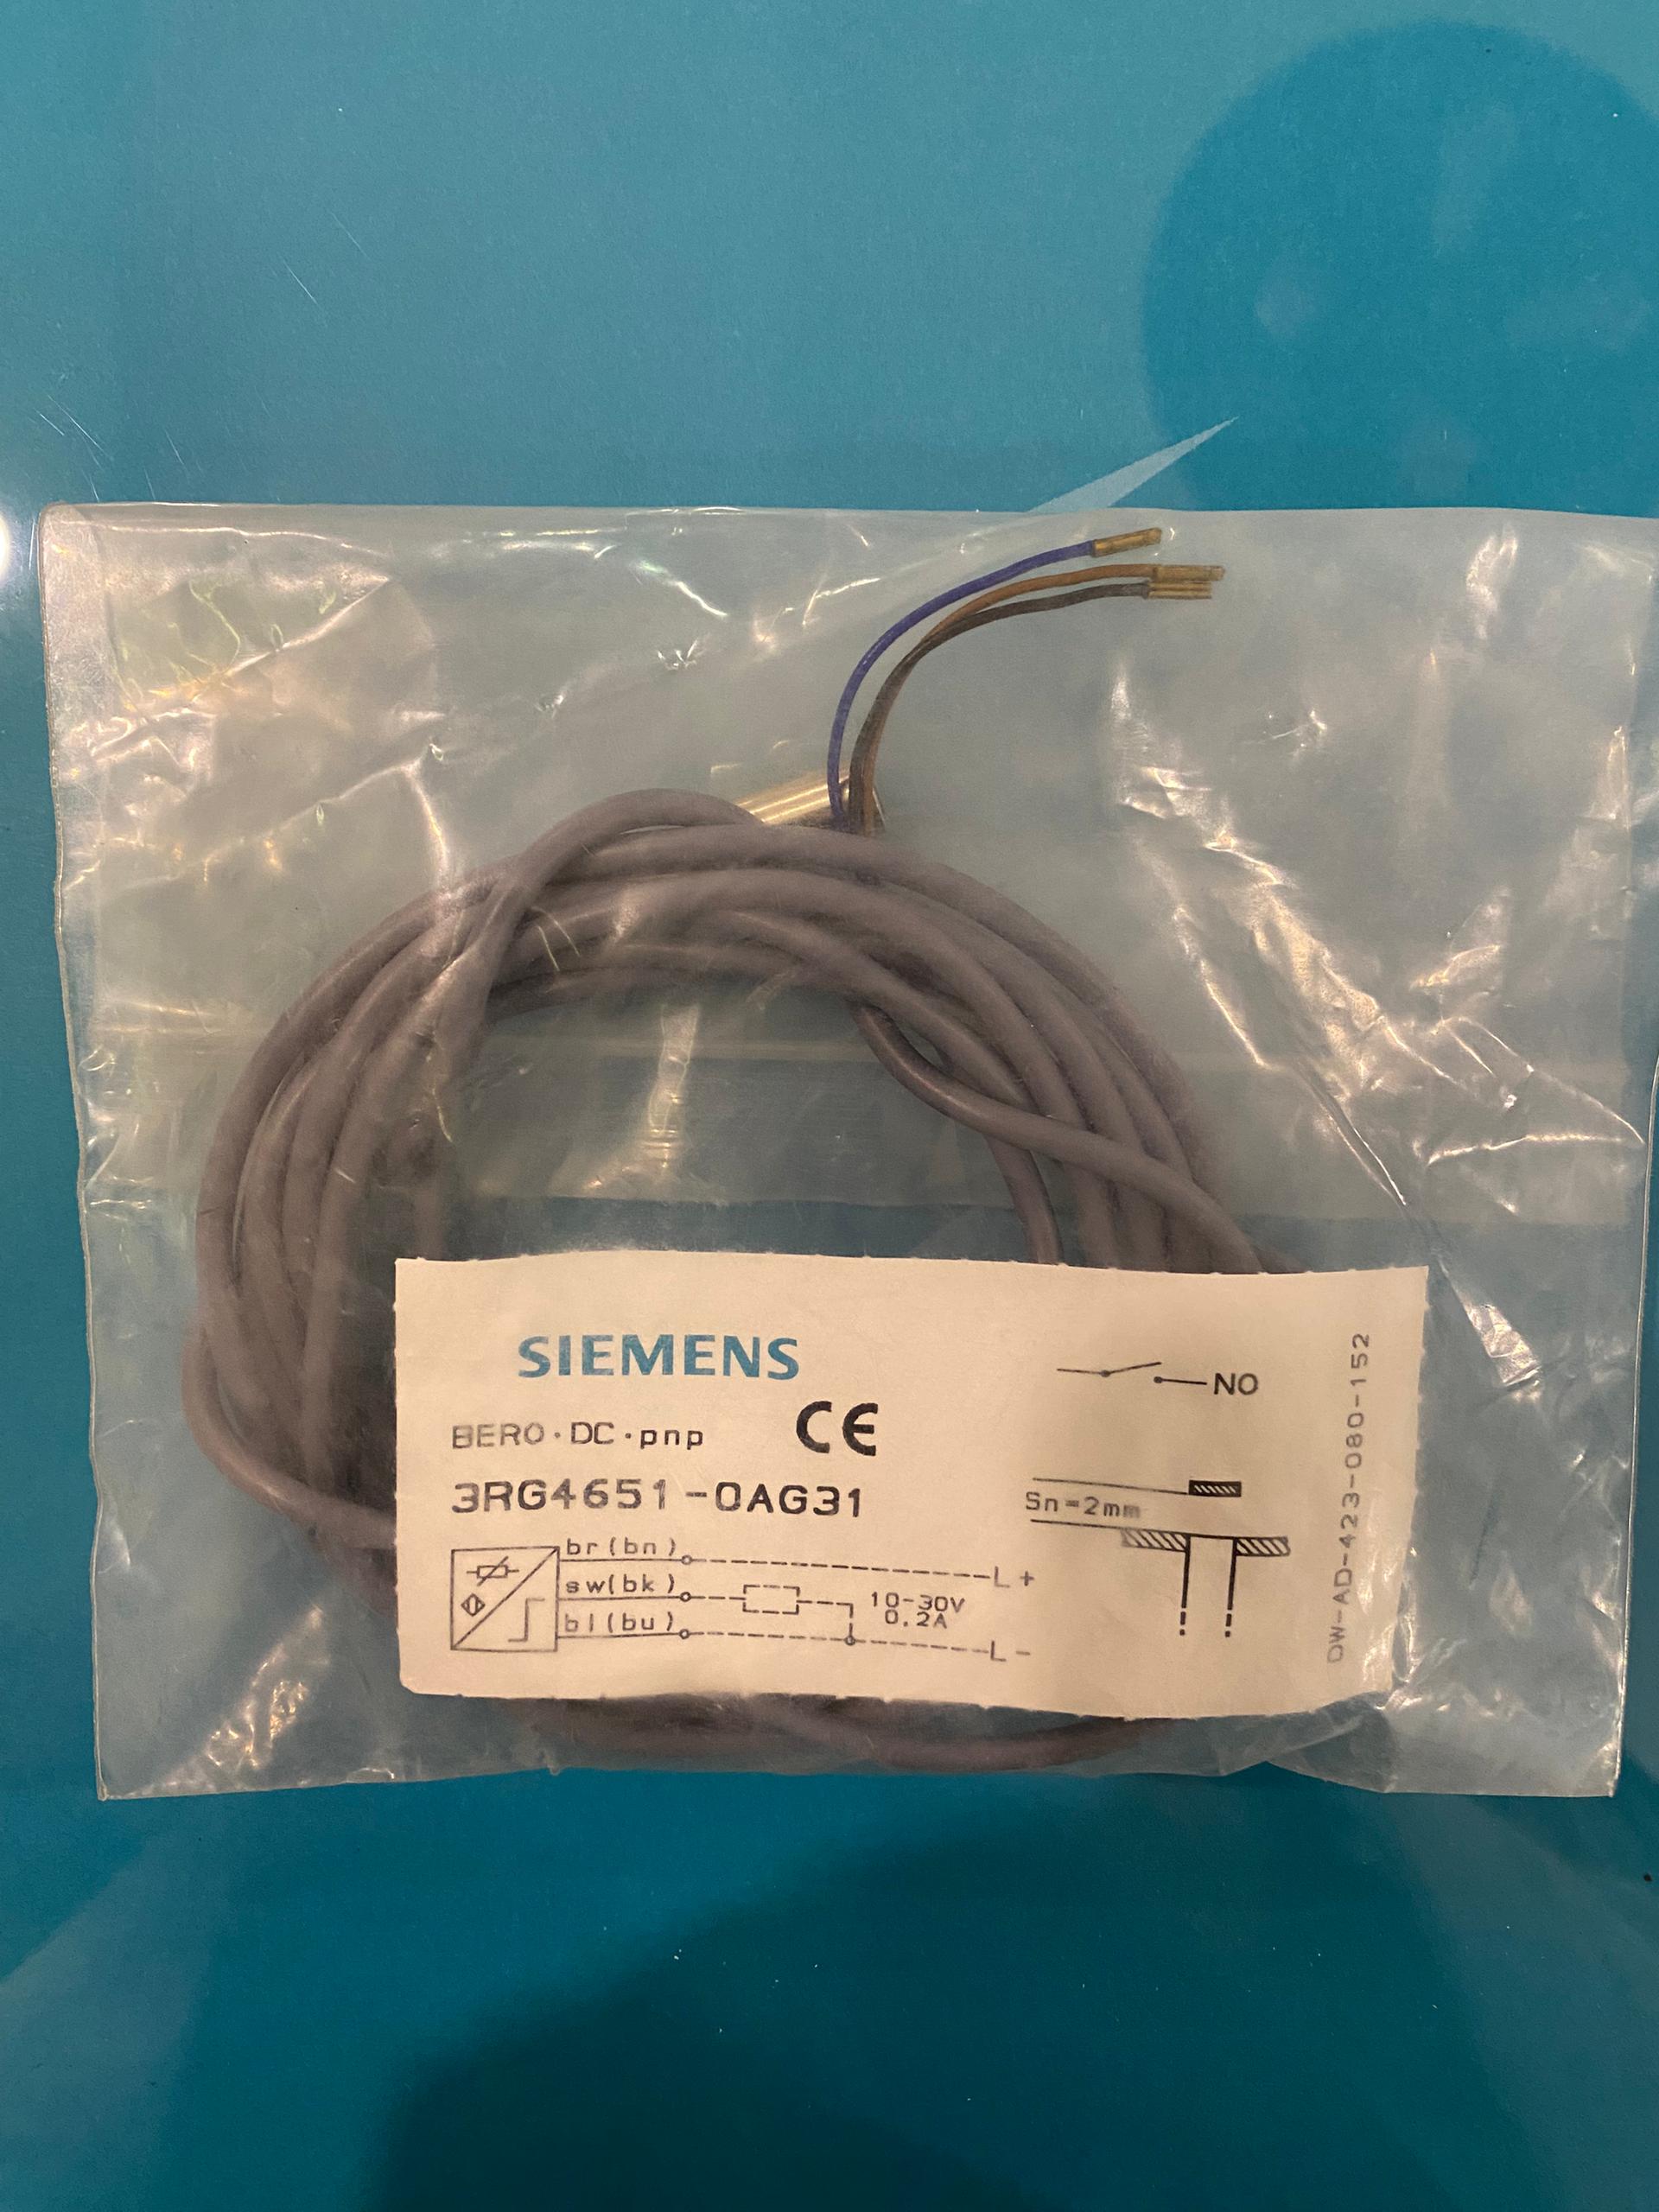 SIEMENS
BERO·DC·pnp CE
3RG4651-0AG31
br(bn)
L+
sw(bk)
10-30V
0.2A
bl(bu)
L-
NO
Sn=2mm
DW-AD-423-080-152